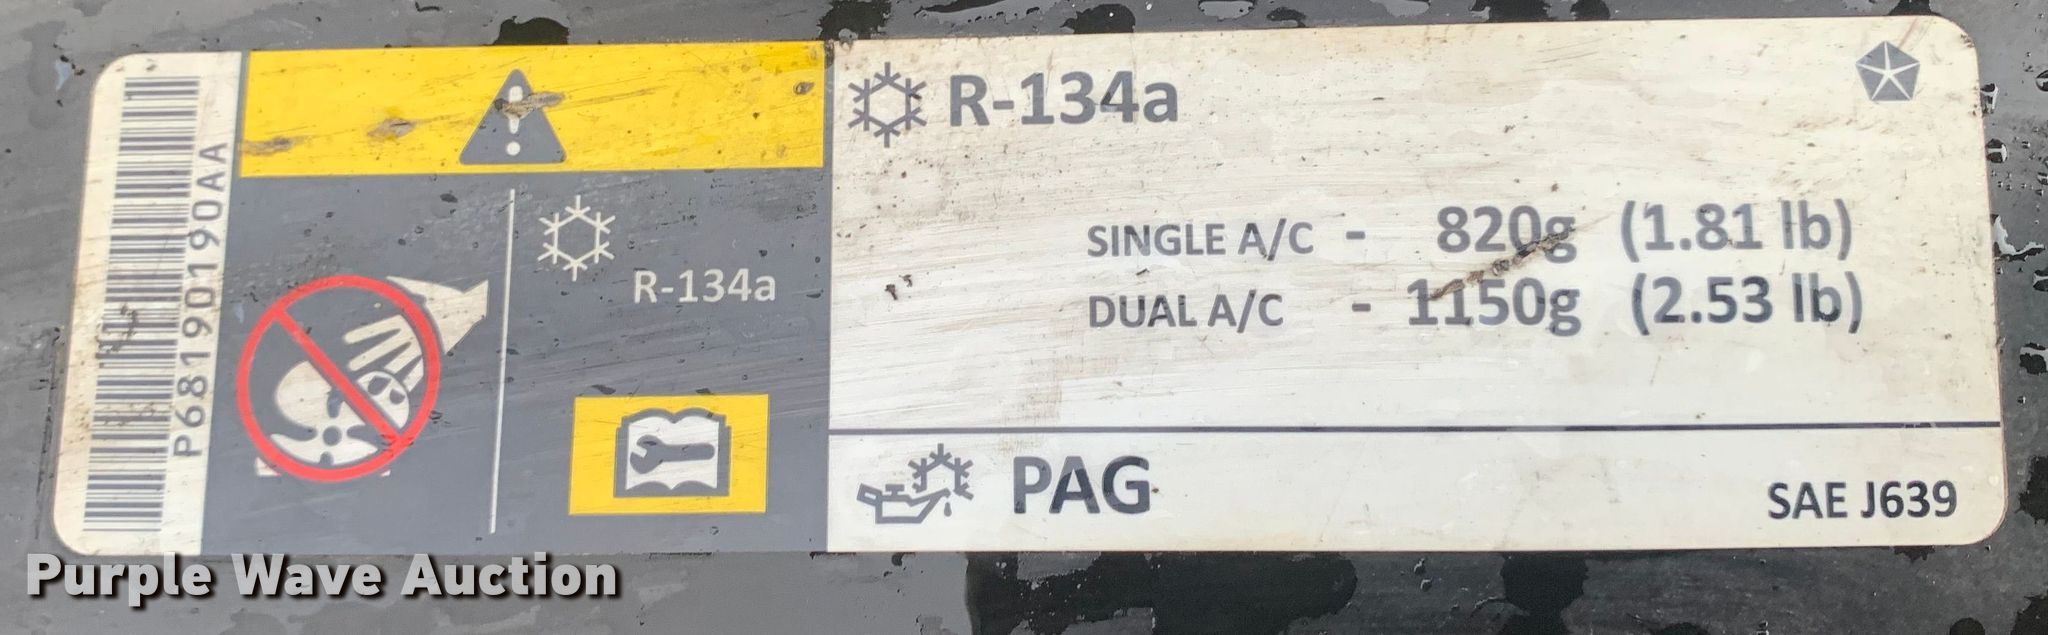 P68190190AA
R-134a
R-134a
SINGLE A/C - 820g (1.81 lb)
DUAL A/C - 1150g (2.53 lb)
PAG
SAE J639
Purple Wave Auction